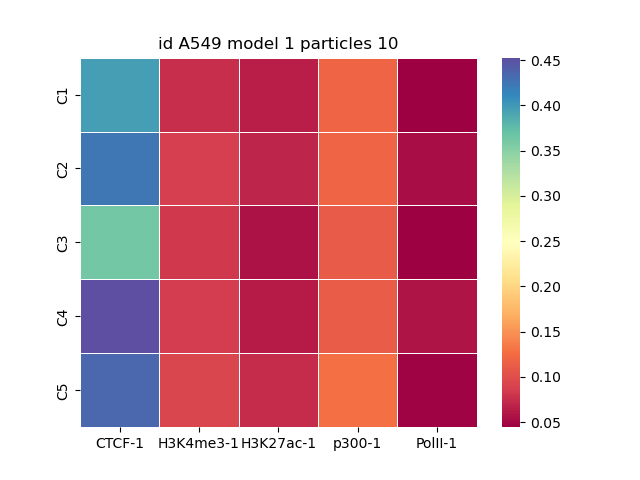 id A549 model 1 particles 10
C1
C2
C3
C4
C5
CTCF-1 H3K4me3-1 H3K27ac-1 p300-1 PolII-1
0.45
0.40
0.35
0.30
0.25
0.20
0.15
0.10
0.05